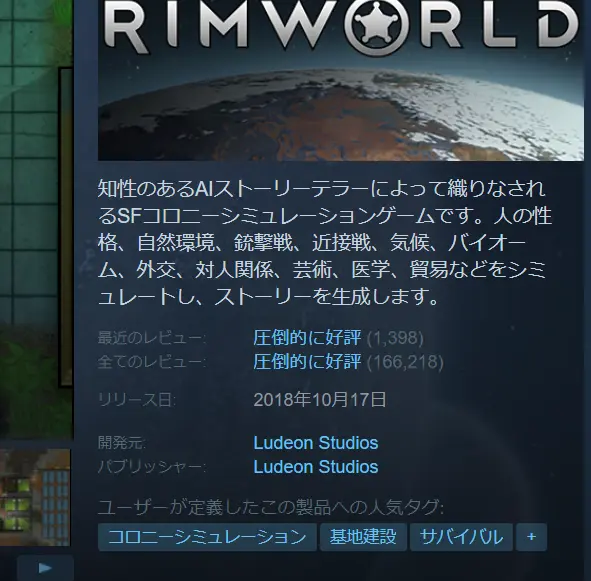 RIMWORLD
知性のあるAIストーリーテラーによって織りなされ
るSFコロニーシミュレーションゲームです。人の性
格、自然環境、銃撃戦、近接戦、気候、バイオー
ム、外交、対人関係、芸術、医学、貿易などをシミ
ュレートし、ストーリーを生成します。
最近のレビュー: 圧倒的に好評 (1,398)
全てのレビュー: 圧倒的に好評 (166,218)
リリース日: 2018年10月17日
開発元: Ludeon Studios
パブリッシャー: Ludeon Studios
ユーザーが定義したこの製品への人気タグ:
コロニーシミュレーション 基地建設 サバイバル +